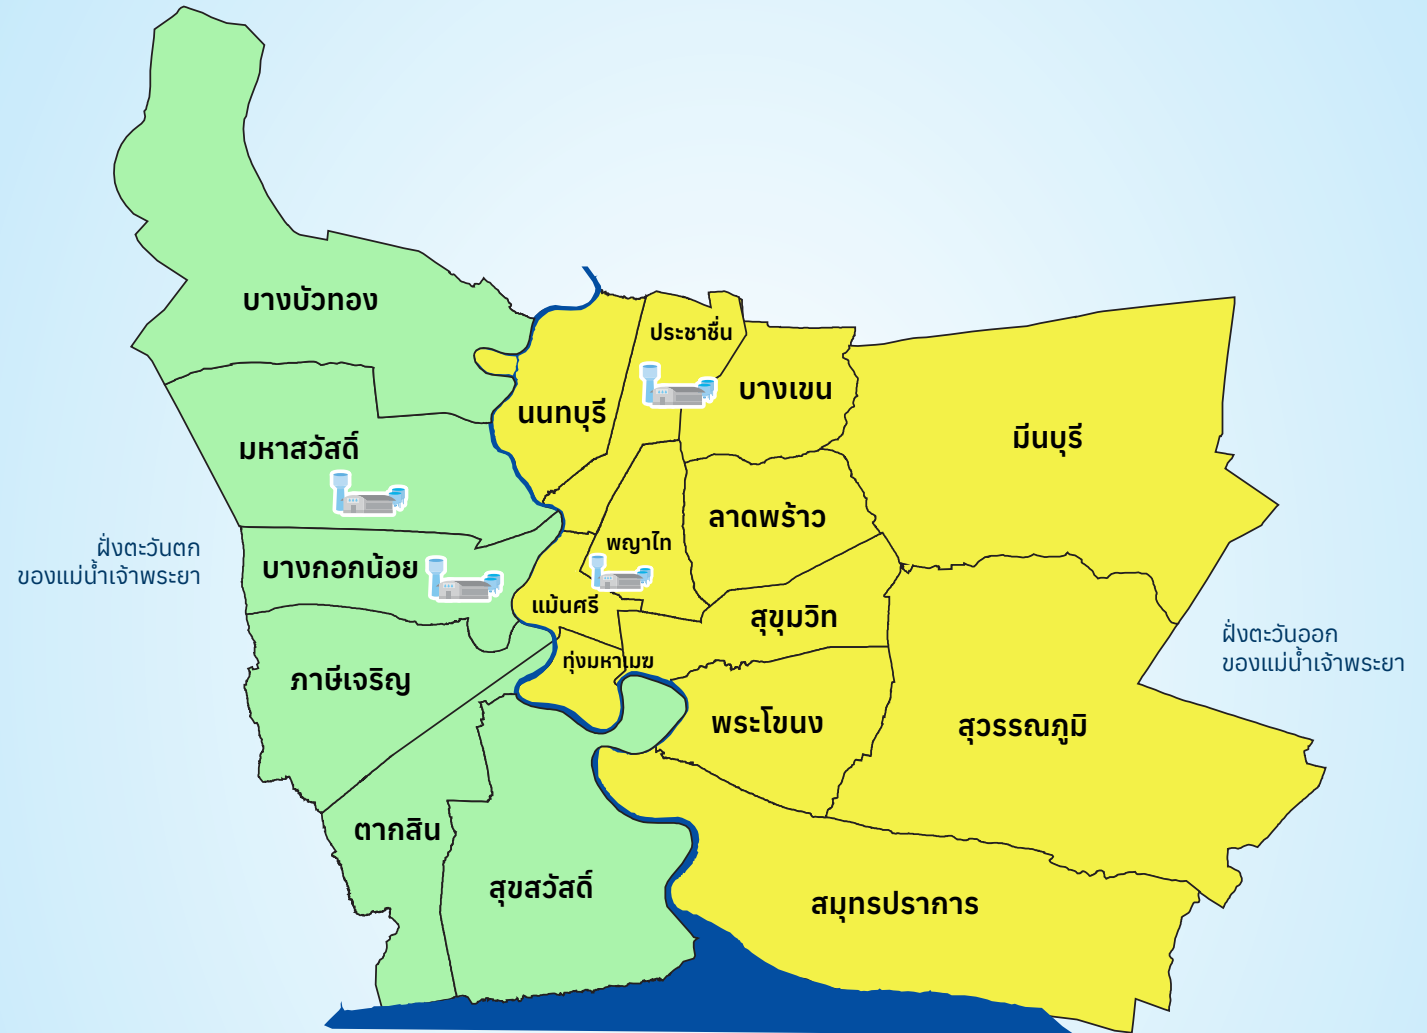 บางบัวทอง
ประชาชื่น
บางเขน
นนทบุรี
มีนบุรี
มหาสวัสดิ์
ลาดพร้าว
พญาไท
ฝั่งตะวันตก
ของแม่น้ำเจ้าพระยา
บางกอกน้อย
แม้นศรี
สุขุมวิท
ฝั่งตะวันออก
ของแม่น้ำเจ้าพระยา
ทุ่งมหาเมฆ
ภาษีเจริญ
พระโขนง
สุวรรณภูมิ
ตากสิน
สุขสวัสดิ์
สมุทรปราการ